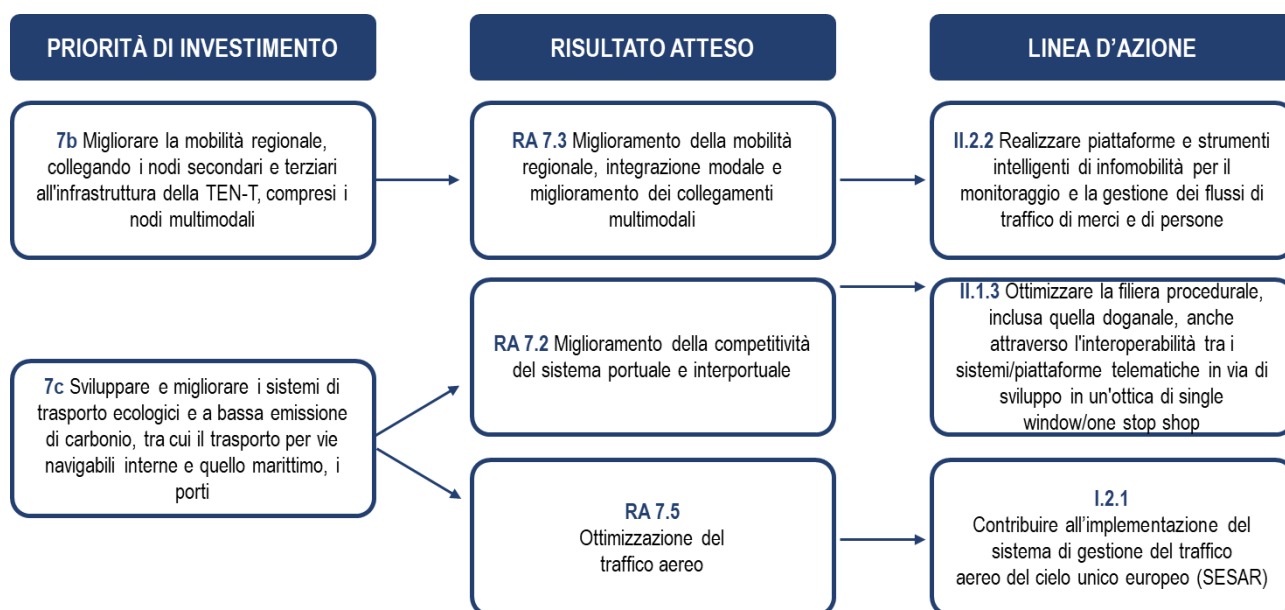 PRIORITÀ DI INVESTIMENTO
RISULTATO ATTESO
LINEA D'AZIONE
7b Migliorare la mobilità regionale,
collegando i nodi secondari e terziari
all'infrastruttura della TEN-T, compresi i
nodi multimodali
RA 7.3 Miglioramento della mobilità
regionale, integrazione modale e
miglioramento dei collegamenti
multimodali
II.2.2 Realizzare piattaforme e strumenti
intelligenti di infomobilità per il
monitoraggio e la gestione dei flussi di
traffico di merci e di persone
7c Sviluppare e migliorare i sistemi di
trasporto ecologici e a bassa emissione
di carbonio, tra cui il trasporto per vie
navigabili interne e quello marittimo, i
porti
RA 7.2 Miglioramento della competitività
del sistema portuale e interportuale
II.1.3 Ottimizzare la filiera procedurale,
inclusa quella doganale, anche
attraverso l'interoperabilità tra i
sistemi/piattaforme telematiche in via di
sviluppo in un'ottica di single
window/one stop shop
RA 7.5
Ottimizzazione del
traffico aereo
I.2.1
Contribuire all'implementazione del
sistema di gestione del traffico
aereo del cielo unico europeo (SESAR)